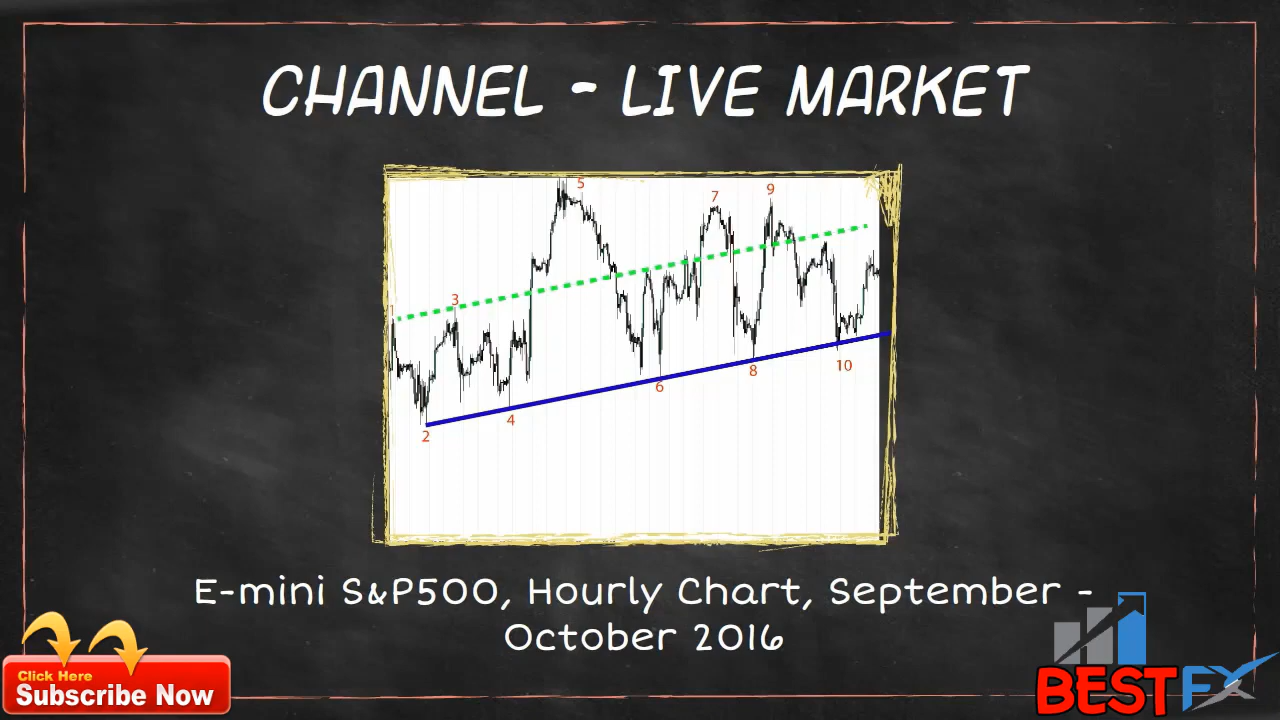 CHANNEL - LIVE MARKET
5
9
7
3
1
8
10
6
4
2
E-mini S&P500, Hourly Chart, September -
October 2016
Click Here
Subscribe Now
BESTFX